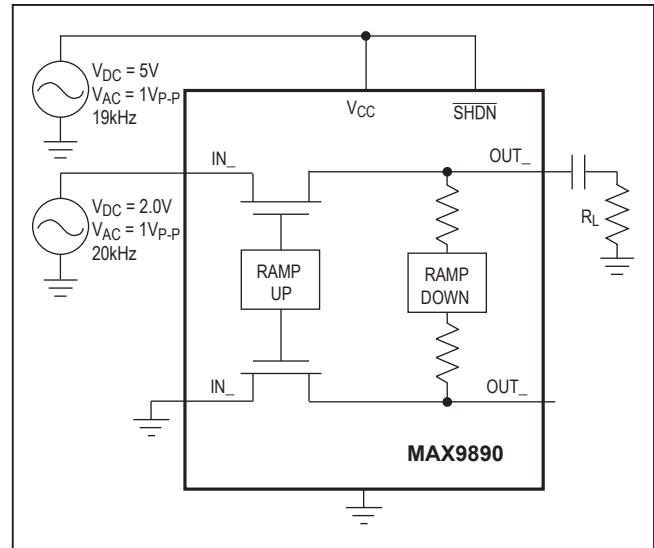 V_DC = 5V
V_AC = 1V_P-P
19kHz
V_CC
SHDN
IN_
OUT_
V_DC = 2.0V
V_AC = 1V_P-P
20kHz
R_L
RAMP
UP
RAMP
DOWN
IN_
OUT_
MAX9890